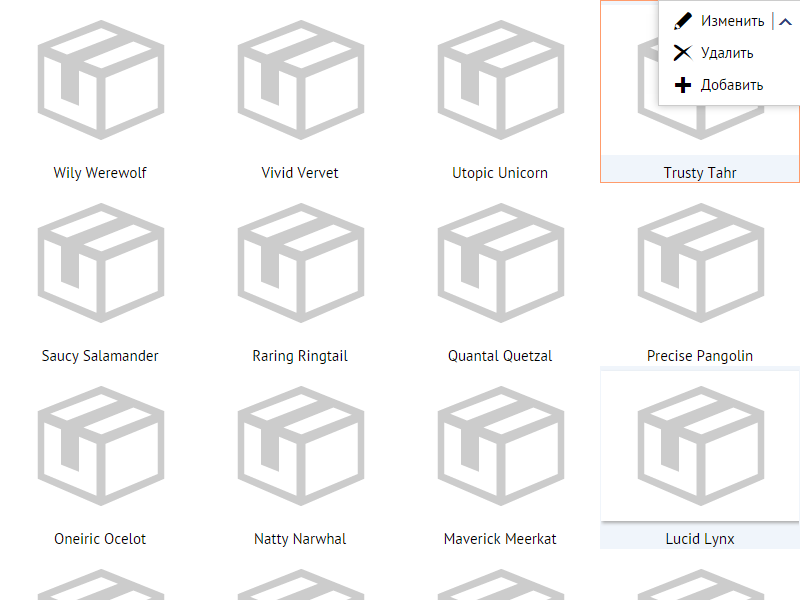 Изменить
Удалить
Добавить
Wily Werewolf
Vivid Vervet
Utopic Unicorn
Trusty Tahr
Saucy Salamander
Raring Ringtail
Quantal Quetzal
Precise Pangolin
Oneiric Ocelot
Natty Narwhal
Maverick Meerkat
Lucid Lynx